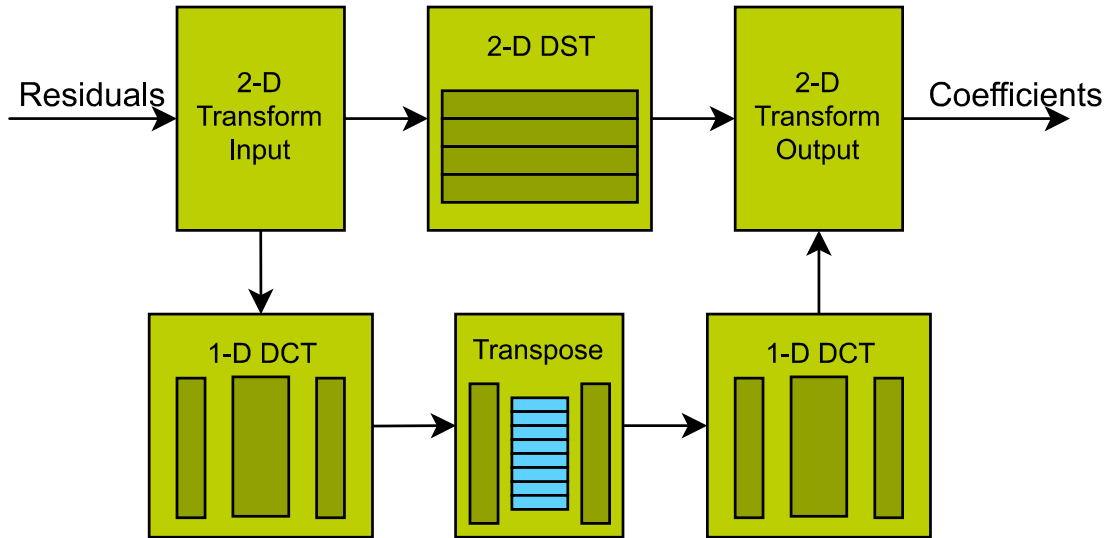 Residuals
2-D
Transform
Input
2-D DST
2-D
Transform
Output
Coefficients
1-D DCT
Transpose
1-D DCT